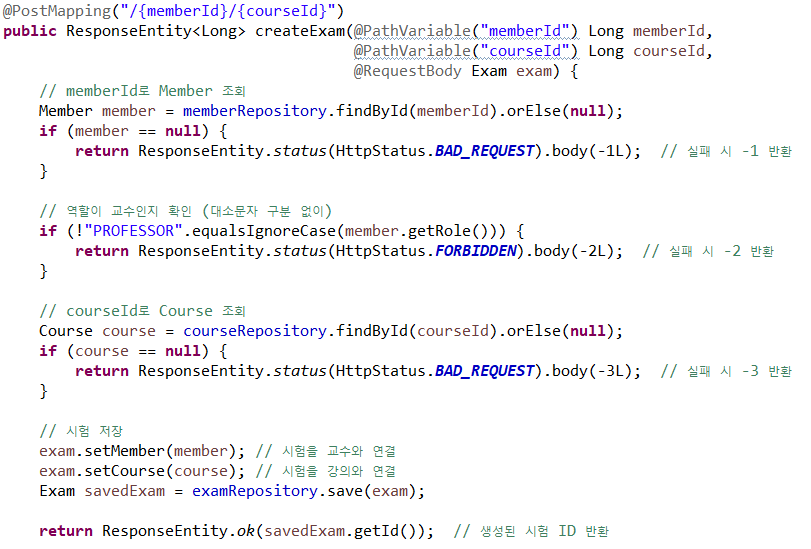 @PostMapping("/{memberId}/{courseId}")
public ResponseEntity<Long> createExam(@PathVariable("memberId") Long memberId,
                                       @PathVariable("courseId") Long courseId,
                                       @RequestBody Exam exam) {
    // memberId로 Member 조회
    Member member = memberRepository.findById(memberId).orElse(null);
    if (member == null) {
        return ResponseEntity.status(HttpStatus.BAD_REQUEST).body(-1L);  // 실패 시 -1 반환
    }

    // 역할이 교수인지 확인 (대소문자 구분 없이)
    if (!"PROFESSOR".equalsIgnoreCase(member.getRole())) {
        return ResponseEntity.status(HttpStatus.FORBIDDEN).body(-2L);  // 실패 시 -2 반환
    }

    // courseId로 Course 조회
    Course course = courseRepository.findById(courseId).orElse(null);
    if (course == null) {
        return ResponseEntity.status(HttpStatus.BAD_REQUEST).body(-3L);  // 실패 시 -3 반환
    }

    // 시험 저장
    exam.setMember(member); // 시험을 교수와 연결
    exam.setCourse(course); // 시험을 강의와 연결
    Exam savedExam = examRepository.save(exam);

    return ResponseEntity.ok(savedExam.getId());  // 생성된 시험 ID 반환